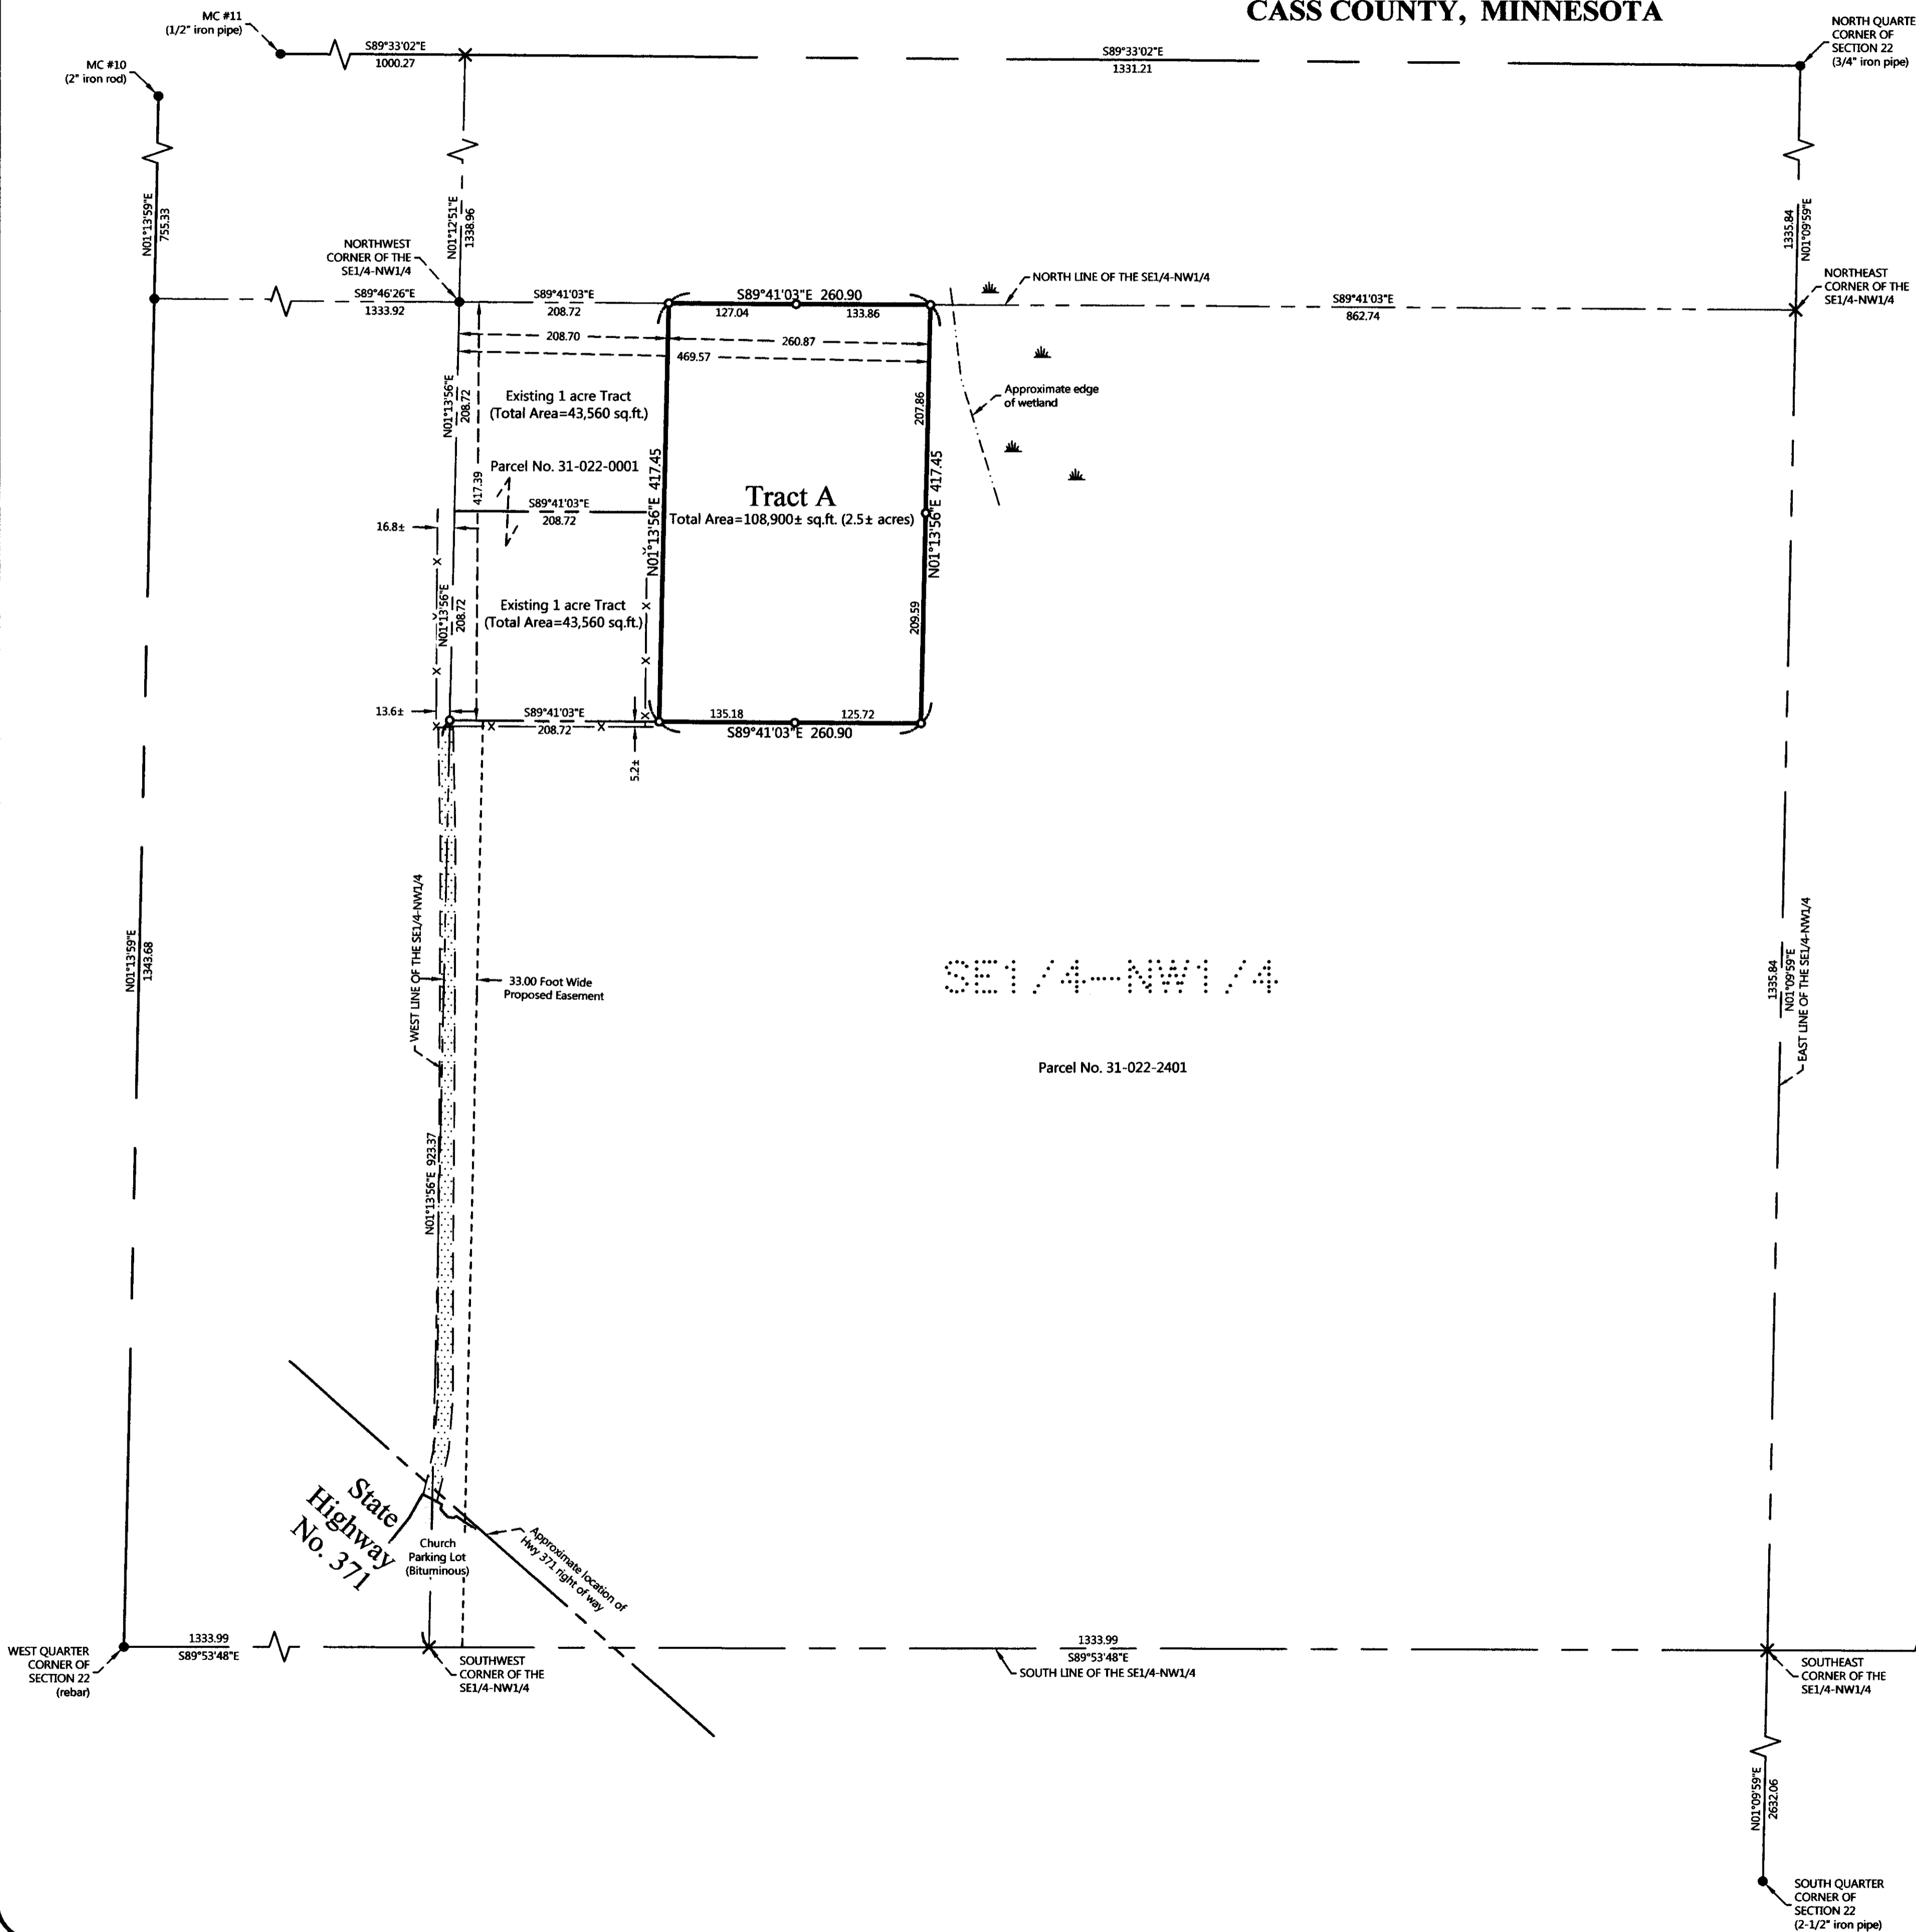 CASS COUNTY, MINNESOTA
MC #11
(1/2" iron pipe)
S89°33'02"E
1000.27
S89°33'02"E
1331.21
NORTH QUARTE
CORNER OF
SECTION 22
(3/4" iron pipe)
MC #10
(2" iron rod)
N01°13'59"E
755.33
N01°12'51"E
1338.96
1335.84
N01°09'59"E
NORTHWEST
CORNER OF THE
SE1/4-NW1/4
S89°46'26"E
1333.92
S89°41'03"E
208.72
S89°41'03"E 260.90
127.04
133.86
NORTH LINE OF THE SE1/4-NW1/4
S89°41'03"E
862.74
NORTHEAST
CORNER OF THE
SE1/4-NW1/4
208.70
260.87
469.57
N01°13'56"E
208.72
417.39
Existing 1 acre Tract
(Total Area=43,560 sq.ft.)
207.86
Approximate edge
of wetland
Parcel No. 31-022-0001
S89°41'03"E
208.72
N01°13'56"E 417.45
Tract A
Total Area=108,900± sq.ft. (2.5± acres)
N01°13'56"E 417.45
16.8±
N01°13'56"E
208.72
Existing 1 acre Tract
(Total Area=43,560 sq.ft.)
209.59
13.6±
S89°41'03"E
208.72
5.2±
135.18
125.72
S89°41'03"E 260.90
N01°13'59"E
1343.68
WEST LINE OF THE SE1/4-NW1/4
33.00 Foot Wide
Proposed Easement
SE1/4--NW1/4
1335.84
N01°09'59"E
EAST LINE OF THE SE1/4-NW1/4
Parcel No. 31-022-2401
N01°13'56"E 923.37
State
Highway
No. 371
Church
Parking Lot
(Bituminous)
Approximate location of
Hwy 371 right of way
WEST QUARTER
CORNER OF
SECTION 22
(rebar)
1333.99
S89°53'48"E
SOUTHWEST
CORNER OF THE
SE1/4-NW1/4
1333.99
S89°53'48"E
SOUTH LINE OF THE SE1/4-NW1/4
SOUTHEAST
CORNER OF THE
SE1/4-NW1/4
N01°09'59"E
2632.06
SOUTH QUARTER
CORNER OF
SECTION 22
(2-1/2" iron pipe)